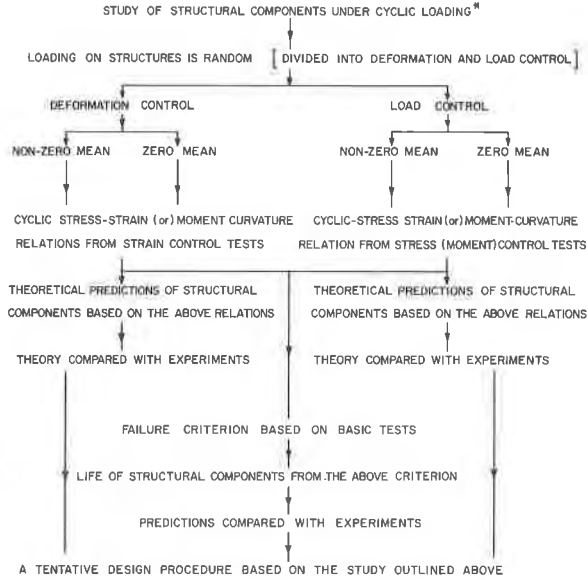 STUDY OF STRUCTURAL COMPONENTS UNDER CYCLIC LOADING*
LOADING ON STRUCTURES IS RANDOM [DIVIDED INTO DEFORMATION AND LOAD CONTROL]
DEFORMATION CONTROL
LOAD CONTROL
NON-ZERO MEAN
ZERO MEAN
NON-ZERO MEAN
ZERO MEAN
CYCLIC STRESS-STRAIN (or) MOMENT CURVATURE
RELATIONS FROM STRAIN CONTROL TESTS
CYCLIC-STRESS STRAIN (or) MOMENT-CURVATURE
RELATION FROM STRESS (MOMENT) CONTROL TESTS
THEORETICAL PREDICTIONS OF STRUCTURAL
COMPONENTS BASED ON THE ABOVE RELATIONS
THEORETICAL PREDICTIONS OF STRUCTURAL
COMPONENTS BASED ON THE ABOVE RELATIONS
THEORY COMPARED WITH EXPERIMENTS
THEORY COMPARED WITH EXPERIMENTS
FAILURE CRITERION BASED ON BASIC TESTS
LIFE OF STRUCTURAL COMPONENTS FROM THE ABOVE CRITERION
PREDICTIONS COMPARED WITH EXPERIMENTS
A TENTATIVE DESIGN PROCEDURE BASED ON THE STUDY OUTLINED ABOVE